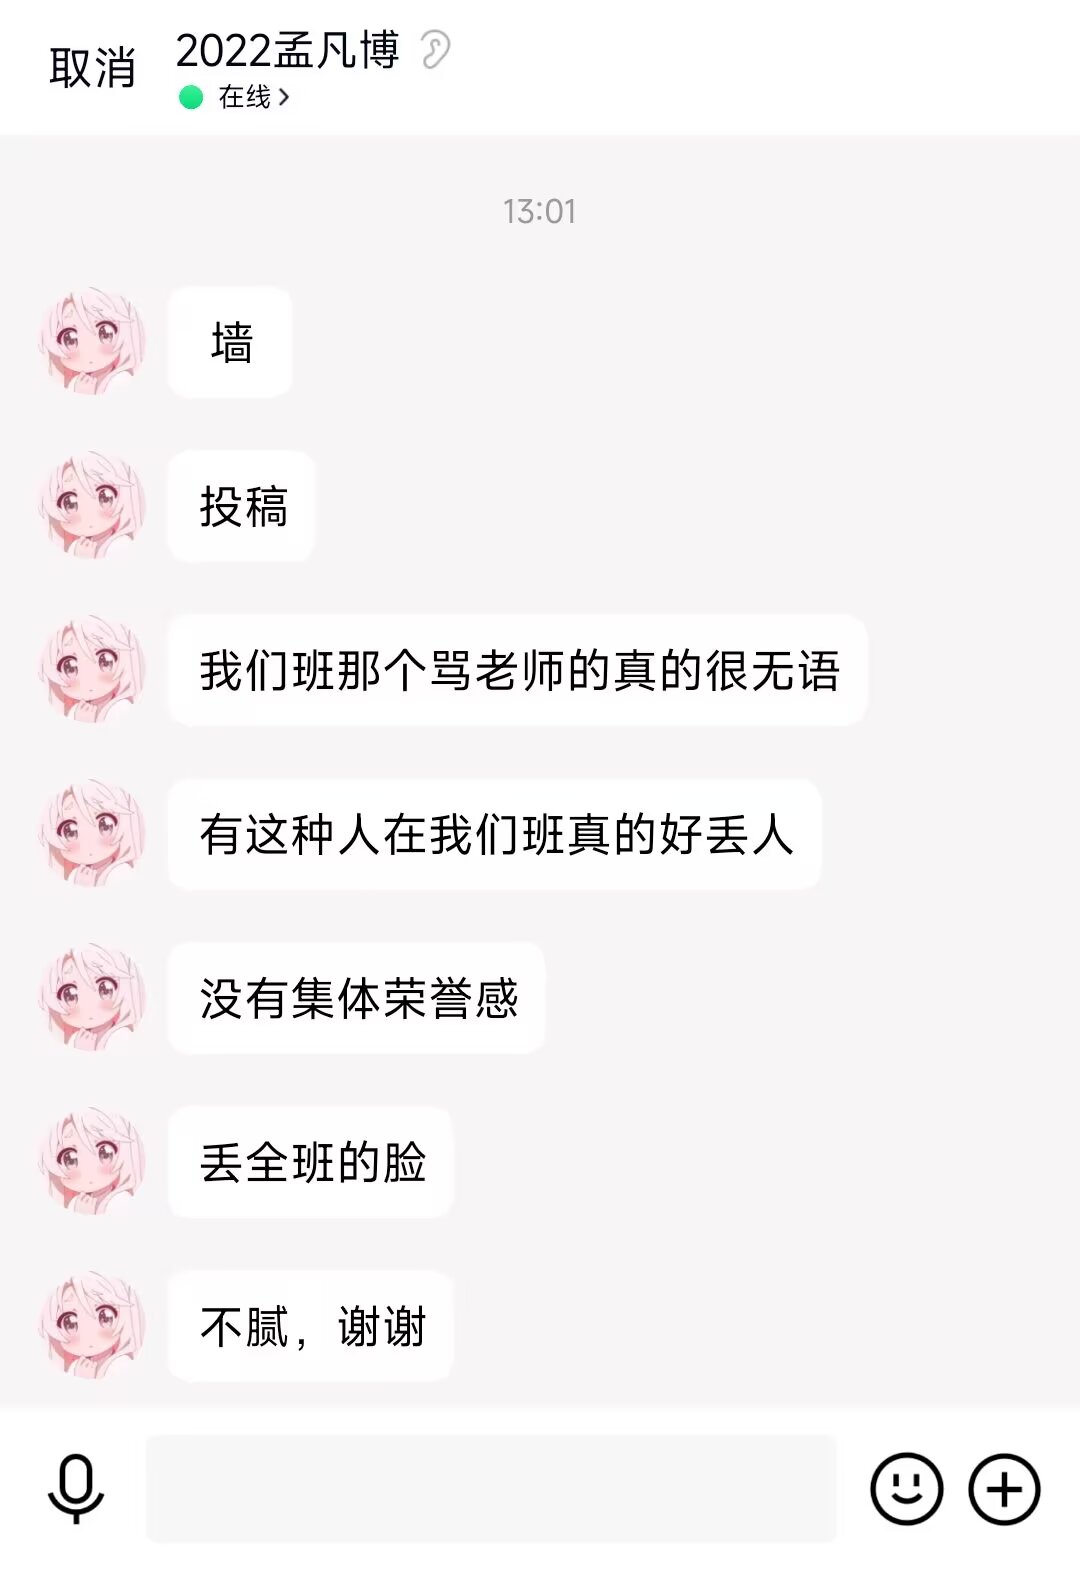 取消
2022孟凡博
在线
13:01
墙
投稿
我们班那个骂老师的真的很无语
有这种人在我们班真的好丢人
没有集体荣誉感
丢全班的脸
不腻，谢谢